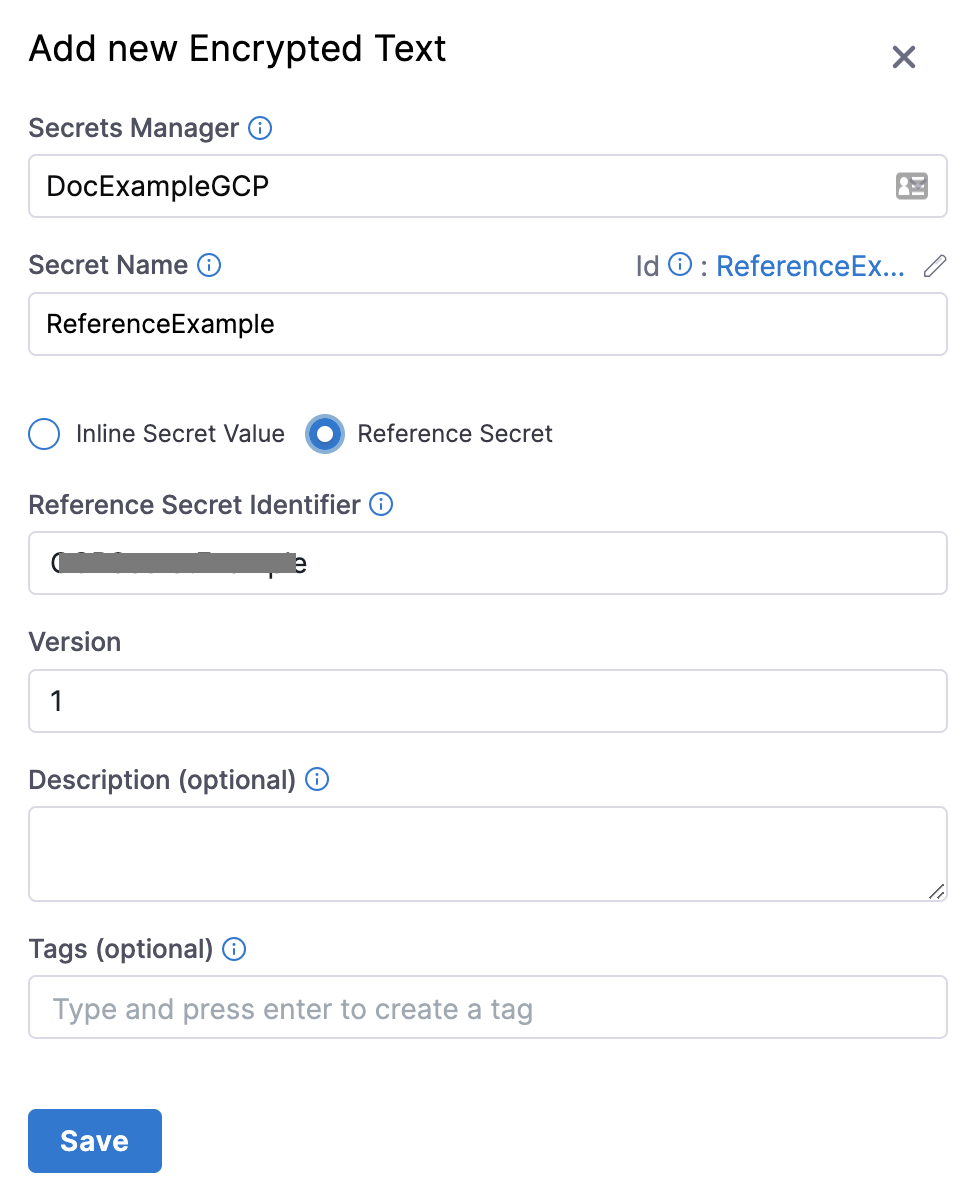 Add new Encrypted Text
Secrets Manager
DocExampleGCP
Secret Name
Id : ReferenceEx...
ReferenceExample
Inline Secret Value Reference Secret
Reference Secret Identifier
Version
1
Description (optional)
Tags (optional)
Type and press enter to create a tag
Save